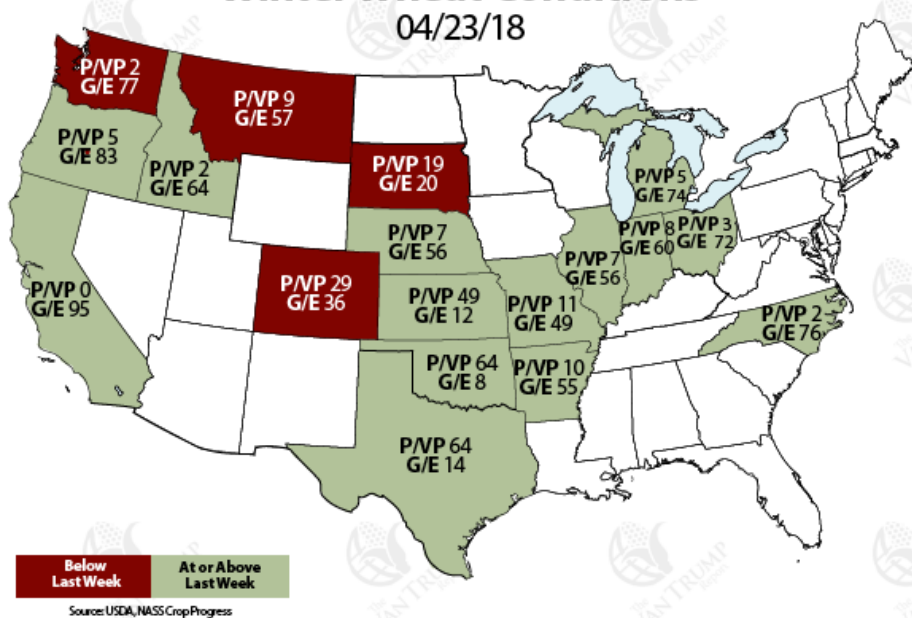 Winter Wheat Conditions
04/23/18
P/VP 2
G/E 77
P/VP 9
G/E 57
P/VP 5
G/E 83
P/VP 2
G/E 64
P/VP 19
G/E 20
P/VP 5
G/E 74
P/VP 7
G/E 56
P/VP 7
G/E 56
P/VP 8
G/E 60
P/VP 3
G/E 72
P/VP 0
G/E 95
P/VP 29
G/E 36
P/VP 49
G/E 12
P/VP 11
G/E 49
P/VP 2
G/E 76
P/VP 64
G/E 8
P/VP 10
G/E 55
P/VP 64
G/E 14
Below
Last Week
At or Above
Last Week
Source: USDA, NASS Crop Progress